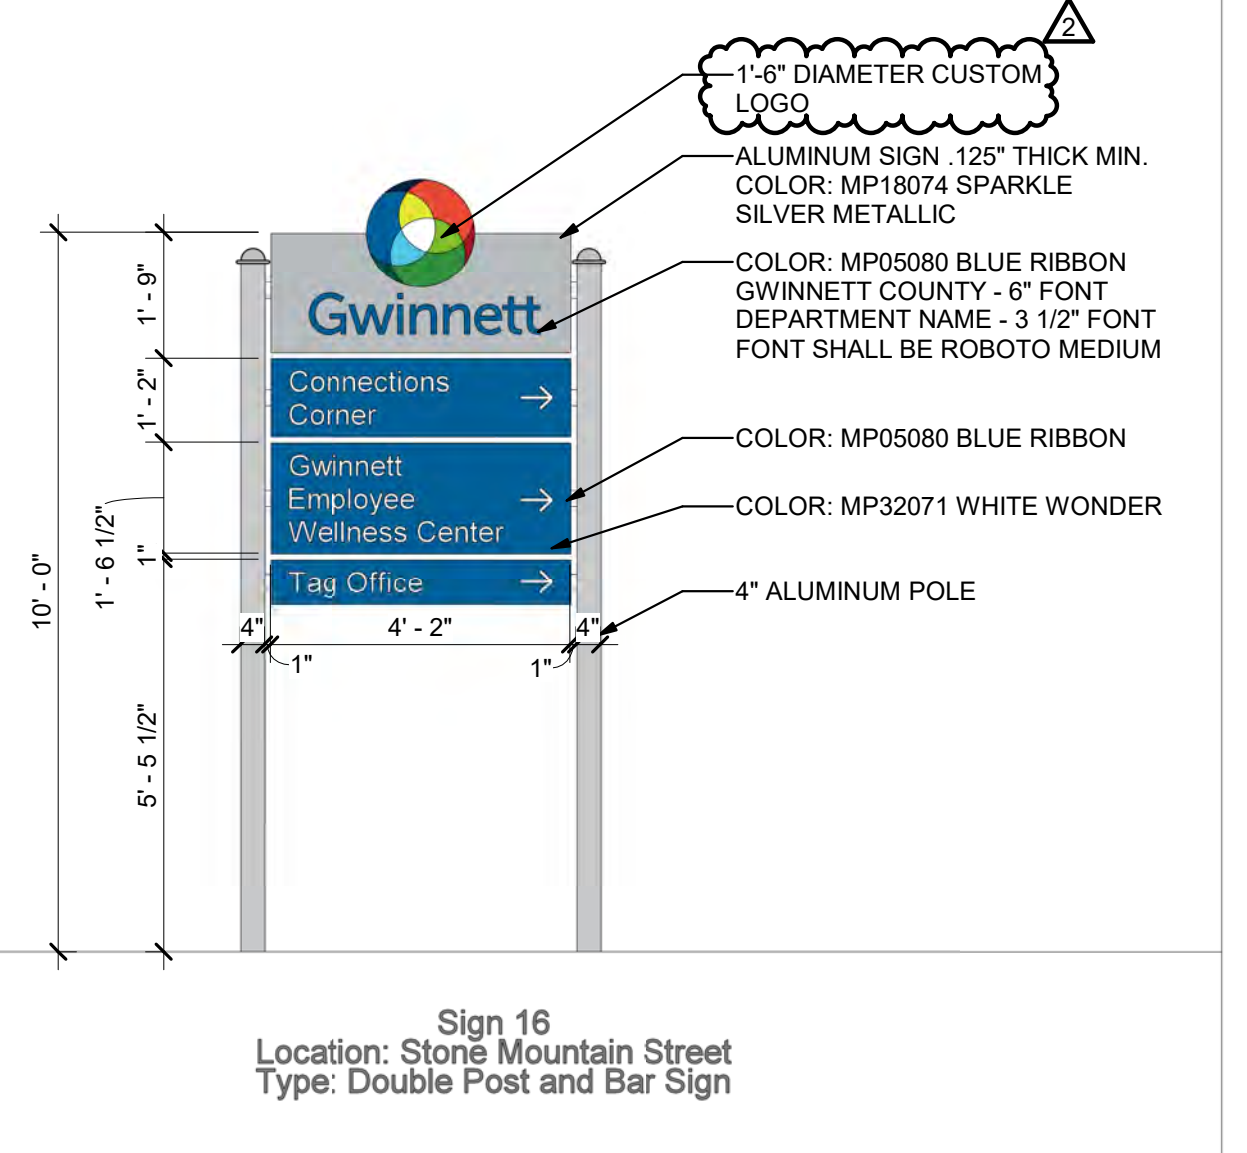 2
1'-6" DIAMETER CUSTOM
LOGO
ALUMINUM SIGN .125" THICK MIN.
COLOR: MP18074 SPARKLE
SILVER METALLIC
COLOR: MP05080 BLUE RIBBON
GWINNETT COUNTY - 6" FONT
DEPARTMENT NAME - 3 1/2" FONT
FONT SHALL BE ROBOTO MEDIUM
COLOR: MP05080 BLUE RIBBON
COLOR: MP32071 WHITE WONDER
4" ALUMINUM POLE
Gwinnett
Connections
Corner
Gwinnett
Employee
Wellness Center
Tag Office
10' - 0"
1' - 9"
1' - 2"
1' - 6 1/2"
1"
5' - 5 1/2"
4"
4' - 2"
4"
1"
1"
Sign 16
Location: Stone Mountain Street
Type: Double Post and Bar Sign